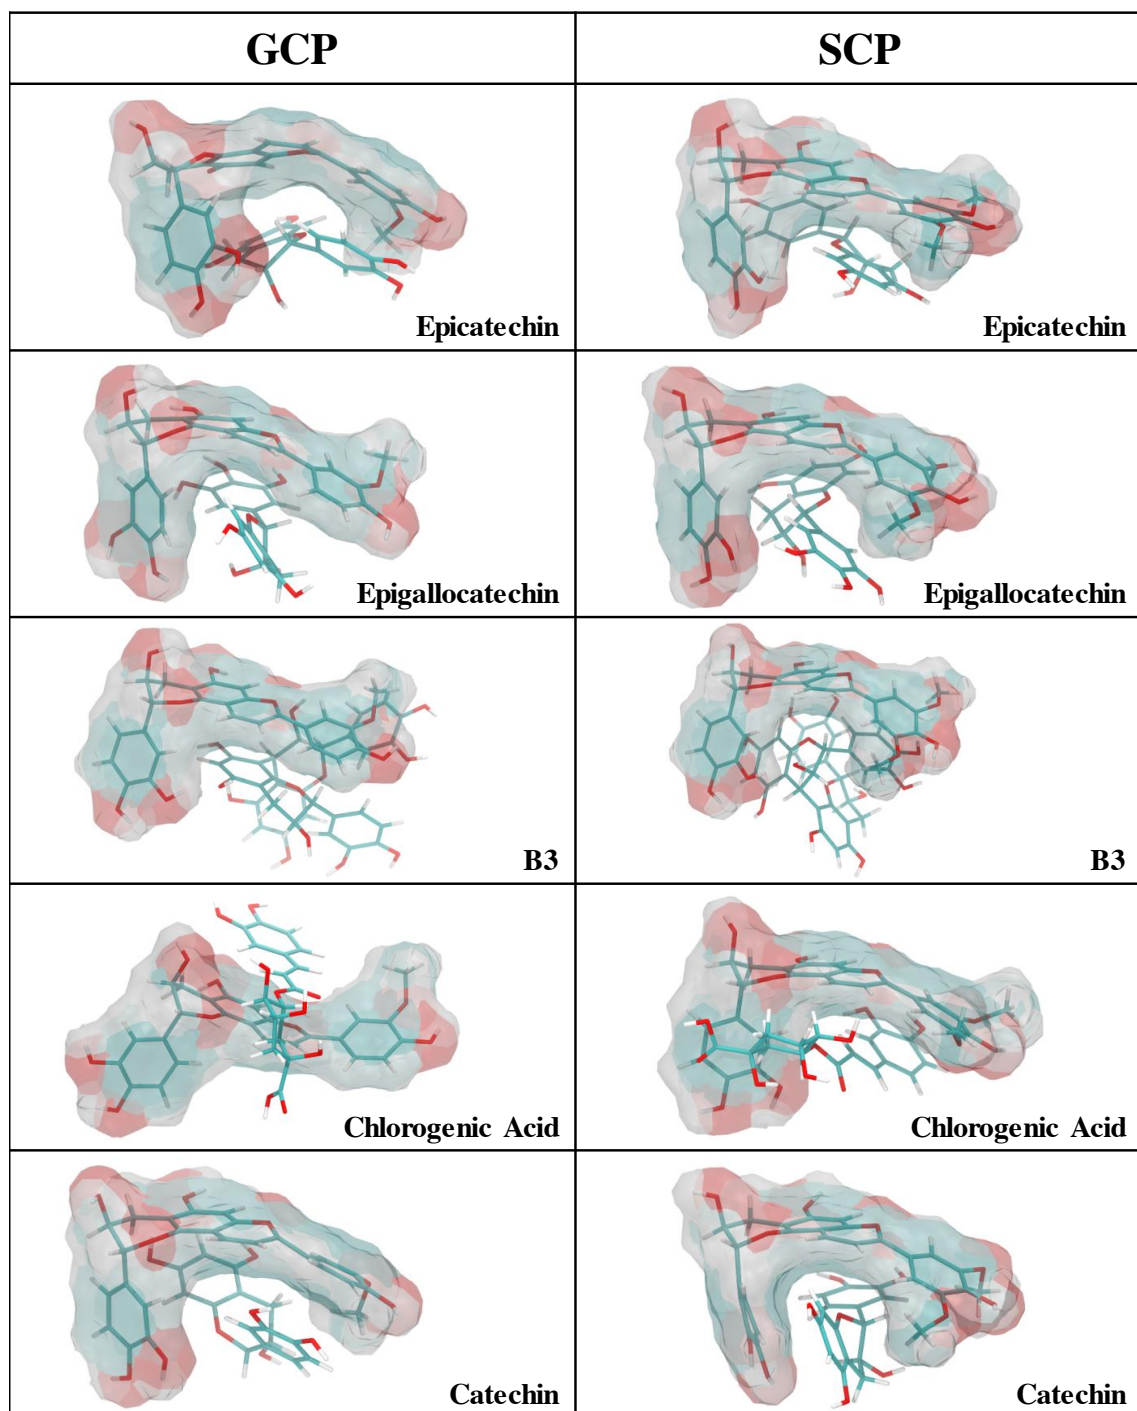 GCP SCP
Epicatechin Epicatechin
Epigallocatechin Epigallocatechin
B3 B3
Chlorogenic Acid Chlorogenic Acid
Catechin Catechin